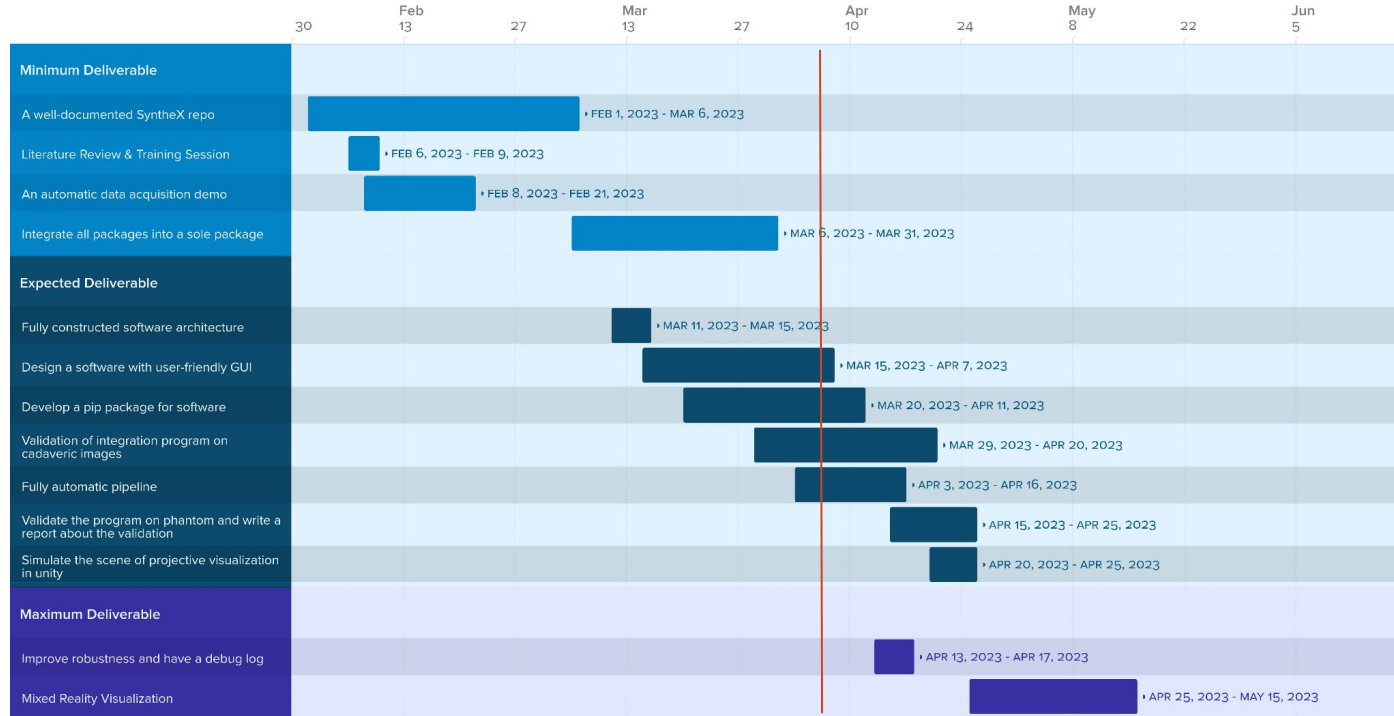 Feb Mar Apr May Jun
30 13 27 13 27 10 24 8 22 5
Minimum Deliverable
A well-documented SyntheX repo FEB 1, 2023 - MAR 6, 2023
Literature Review & Training Session FEB 6, 2023 - FEB 9, 2023
An automatic data acquisition demo FEB 8, 2023 - FEB 21, 2023
Integrate all packages into a sole package MAR 6, 2023 - MAR 31, 2023
Expected Deliverable
Fully constructed software architecture MAR 11, 2023 - MAR 15, 2023
Design a software with user-friendly GUI MAR 15, 2023 - APR 7, 2023
Develop a pip package for software MAR 20, 2023 - APR 11, 2023
Validation of integration program on
cadaveric images
MAR 29, 2023 - APR 20, 2023
Fully automatic pipeline APR 3, 2023 - APR 16, 2023
Validate the program on phantom and write a
report about the validation
APR 15, 2023 - APR 25, 2023
Simulate the scene of projective visualization
in unity
APR 20, 2023 - APR 25, 2023
Maximum Deliverable
Improve robustness and have a debug log APR 13, 2023 - APR 17, 2023
Mixed Reality Visualization APR 25, 2023 - MAY 15, 2023